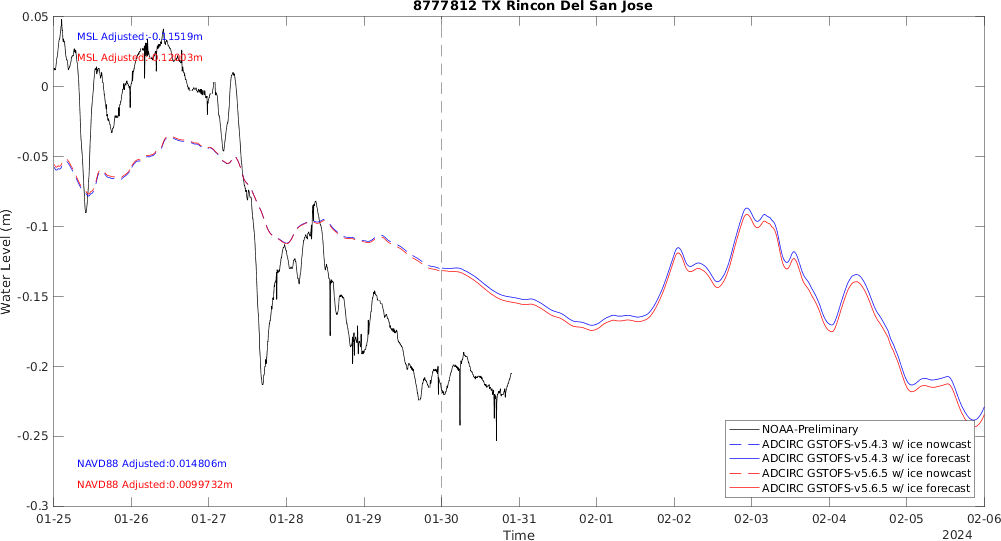 8777812 TX Rincon Del San Jose
MSL Adjusted:-0.11519m
MSL Adjusted:-0.12003m
Water Level (m)
0.05
0
-0.05
-0.1
-0.15
-0.2
-0.25
-0.3
NAVD88 Adjusted:0.014806m
NAVD88 Adjusted:0.0099732m
NOAA-Preliminary
ADCIRC GSTOFS-v5.4.3 w/ ice nowcast
ADCIRC GSTOFS-v5.4.3 w/ ice forecast
ADCIRC GSTOFS-v5.6.5 w/ ice nowcast
ADCIRC GSTOFS-v5.6.5 w/ ice forecast
01-25 01-26 01-27 01-28 01-29 01-30 01-31 02-01 02-02 02-03 02-04 02-05 02-06
Time
2024